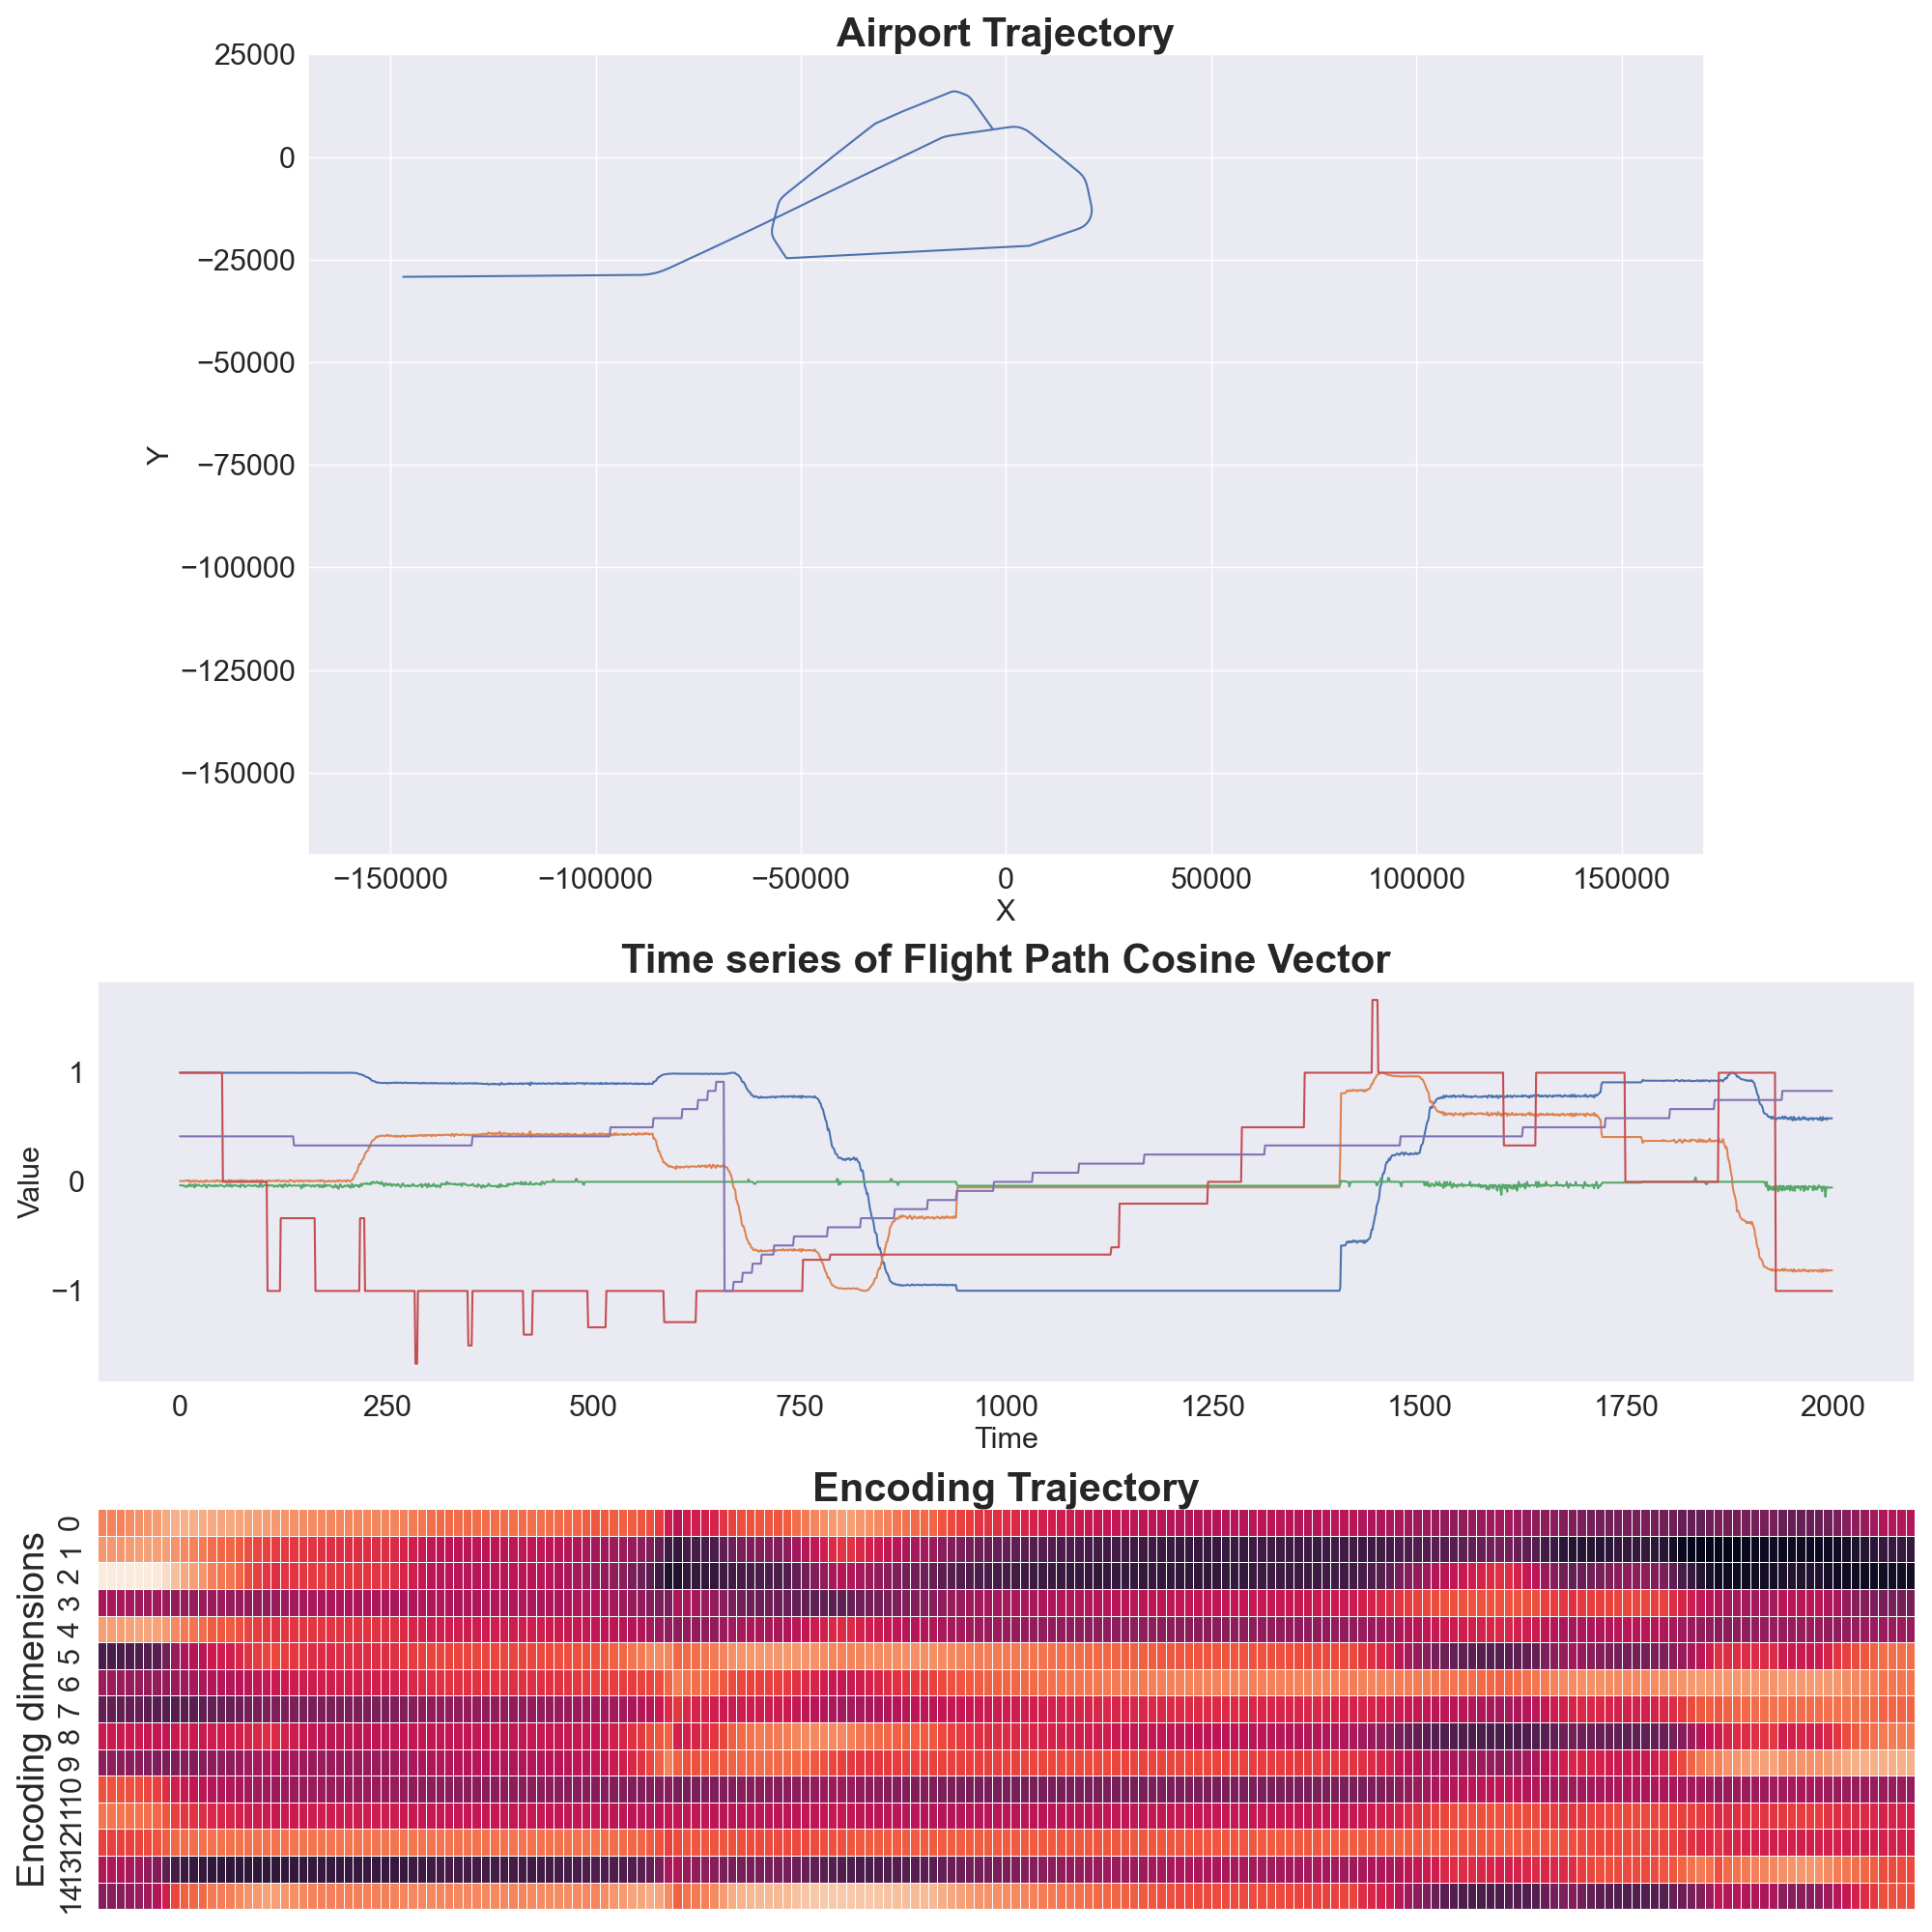 Airport Trajectory
25000
0
−25000
−50000
−75000
−100000
−125000
−150000
Y
−150000 −100000 −50000 0 50000 100000 150000
X
Time series of Flight Path Cosine Vector
1
0
−1
Value
0 250 500 750 1000 1250 1500 1750 2000
Time
Encoding Trajectory
Encoding dimensions
0
1
2
3
4
5
6
7
8
9
10
11
12
13
14